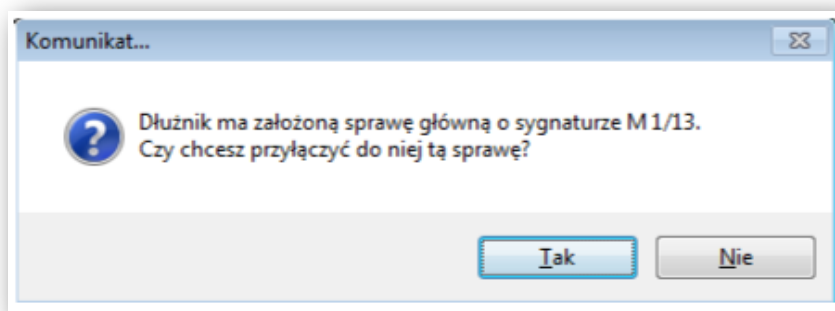 Komunikat...
Dłużnik ma założoną sprawę główną o sygnaturze M 1/13.
Czy chcesz przyłączyć do niej tą sprawę?
Tak
Nie